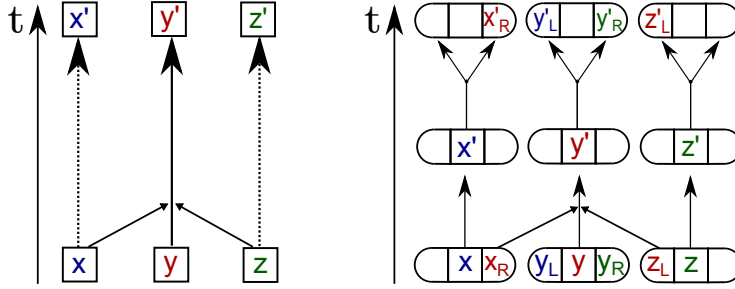 t x' y' z' x'R y'L y'R z'L
t x' y' z'
x y z x xR yL y yR zL z